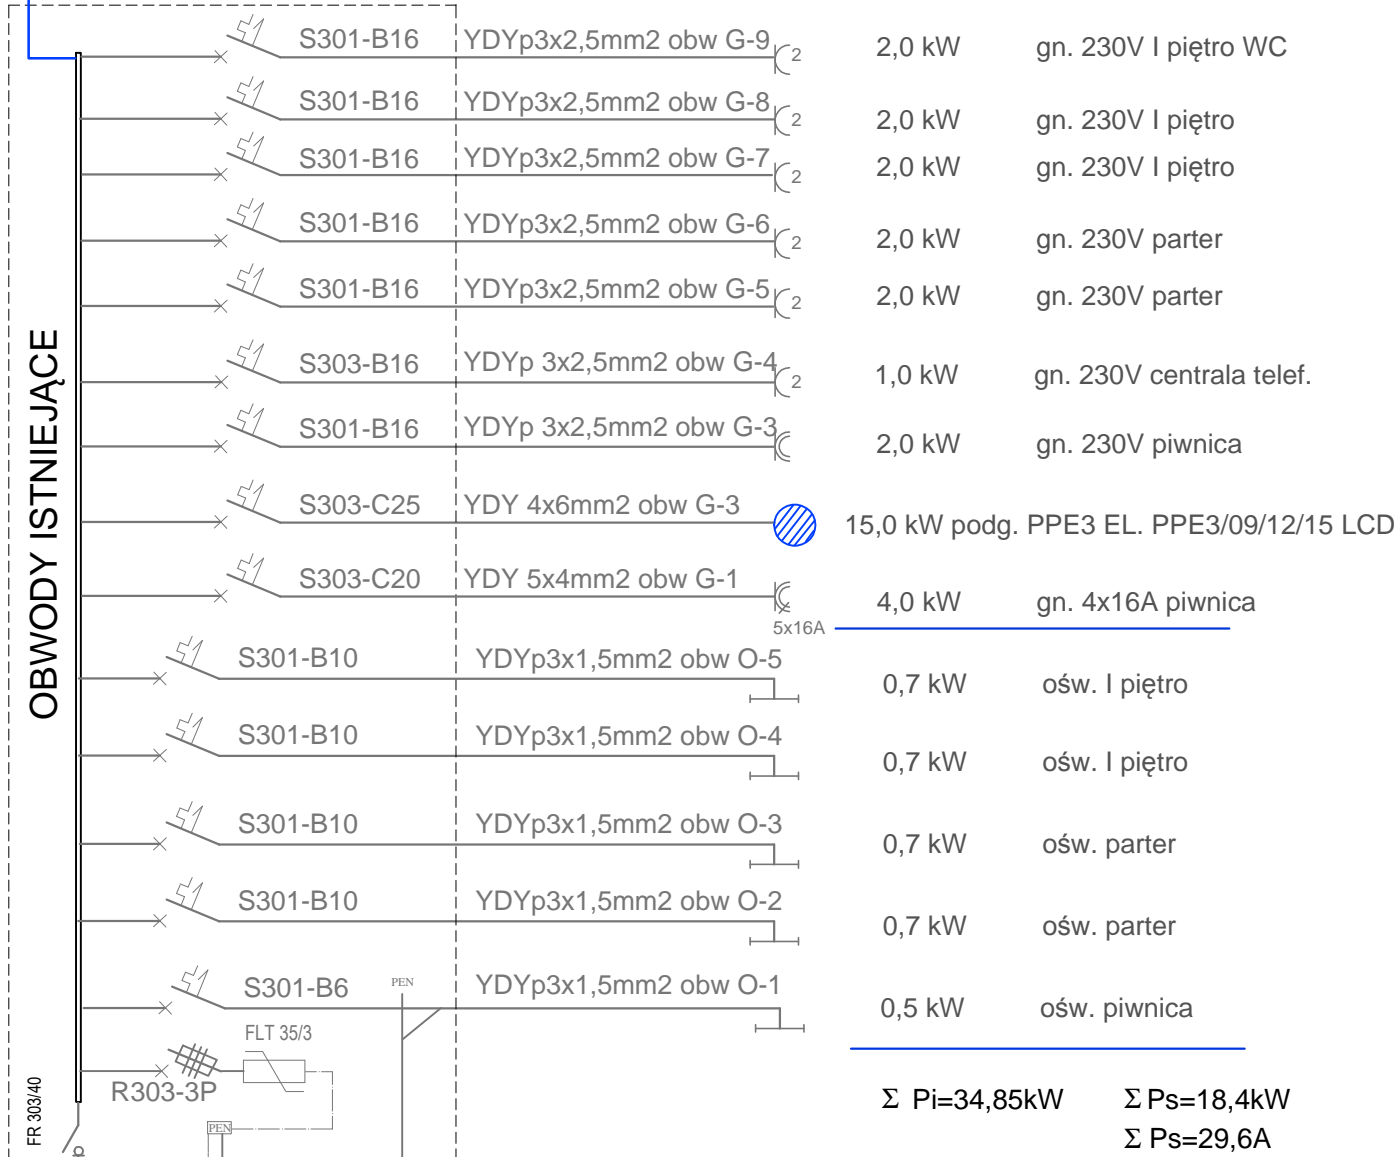 S301-B16 YDYp3x2,5mm2 obw G-9 2 2,0 kW gn. 230V I piętro WC
S301-B16 YDYp3x2,5mm2 obw G-8 2 2,0 kW gn. 230V I piętro
S301-B16 YDYp3x2,5mm2 obw G-7 2 2,0 kW gn. 230V I piętro
S301-B16 YDYp3x2,5mm2 obw G-6 2 2,0 kW gn. 230V parter
S301-B16 YDYp3x2,5mm2 obw G-5 2 2,0 kW gn. 230V parter
S303-B16 YDYp 3x2,5mm2 obw G-4 2 1,0 kW gn. 230V centrala telef.
S301-B16 YDYp 3x2,5mm2 obw G-3 2,0 kW gn. 230V piwnica
S303-C25 YDY 4x6mm2 obw G-3 15,0 kW podg. PPE3 EL. PPE3/09/12/15 LCD
S303-C20 YDY 5x4mm2 obw G-1 4,0 kW gn. 4x16A piwnica
5x16A
S301-B10 YDYp3x1,5mm2 obw O-5 0,7 kW ośw. I piętro
S301-B10 YDYp3x1,5mm2 obw O-4 0,7 kW ośw. I piętro
S301-B10 YDYp3x1,5mm2 obw O-3 0,7 kW ośw. parter
S301-B10 YDYp3x1,5mm2 obw O-2 0,7 kW ośw. parter
S301-B6 PEN YDYp3x1,5mm2 obw O-1 0,5 kW ośw. piwnica
FLT 35/3
R303-3P
PEN
OBWODY ISTNIEJĄCE
FR 303/40
Σ Pi=34,85kW Σ Ps=18,4kW
Σ Ps=29,6A